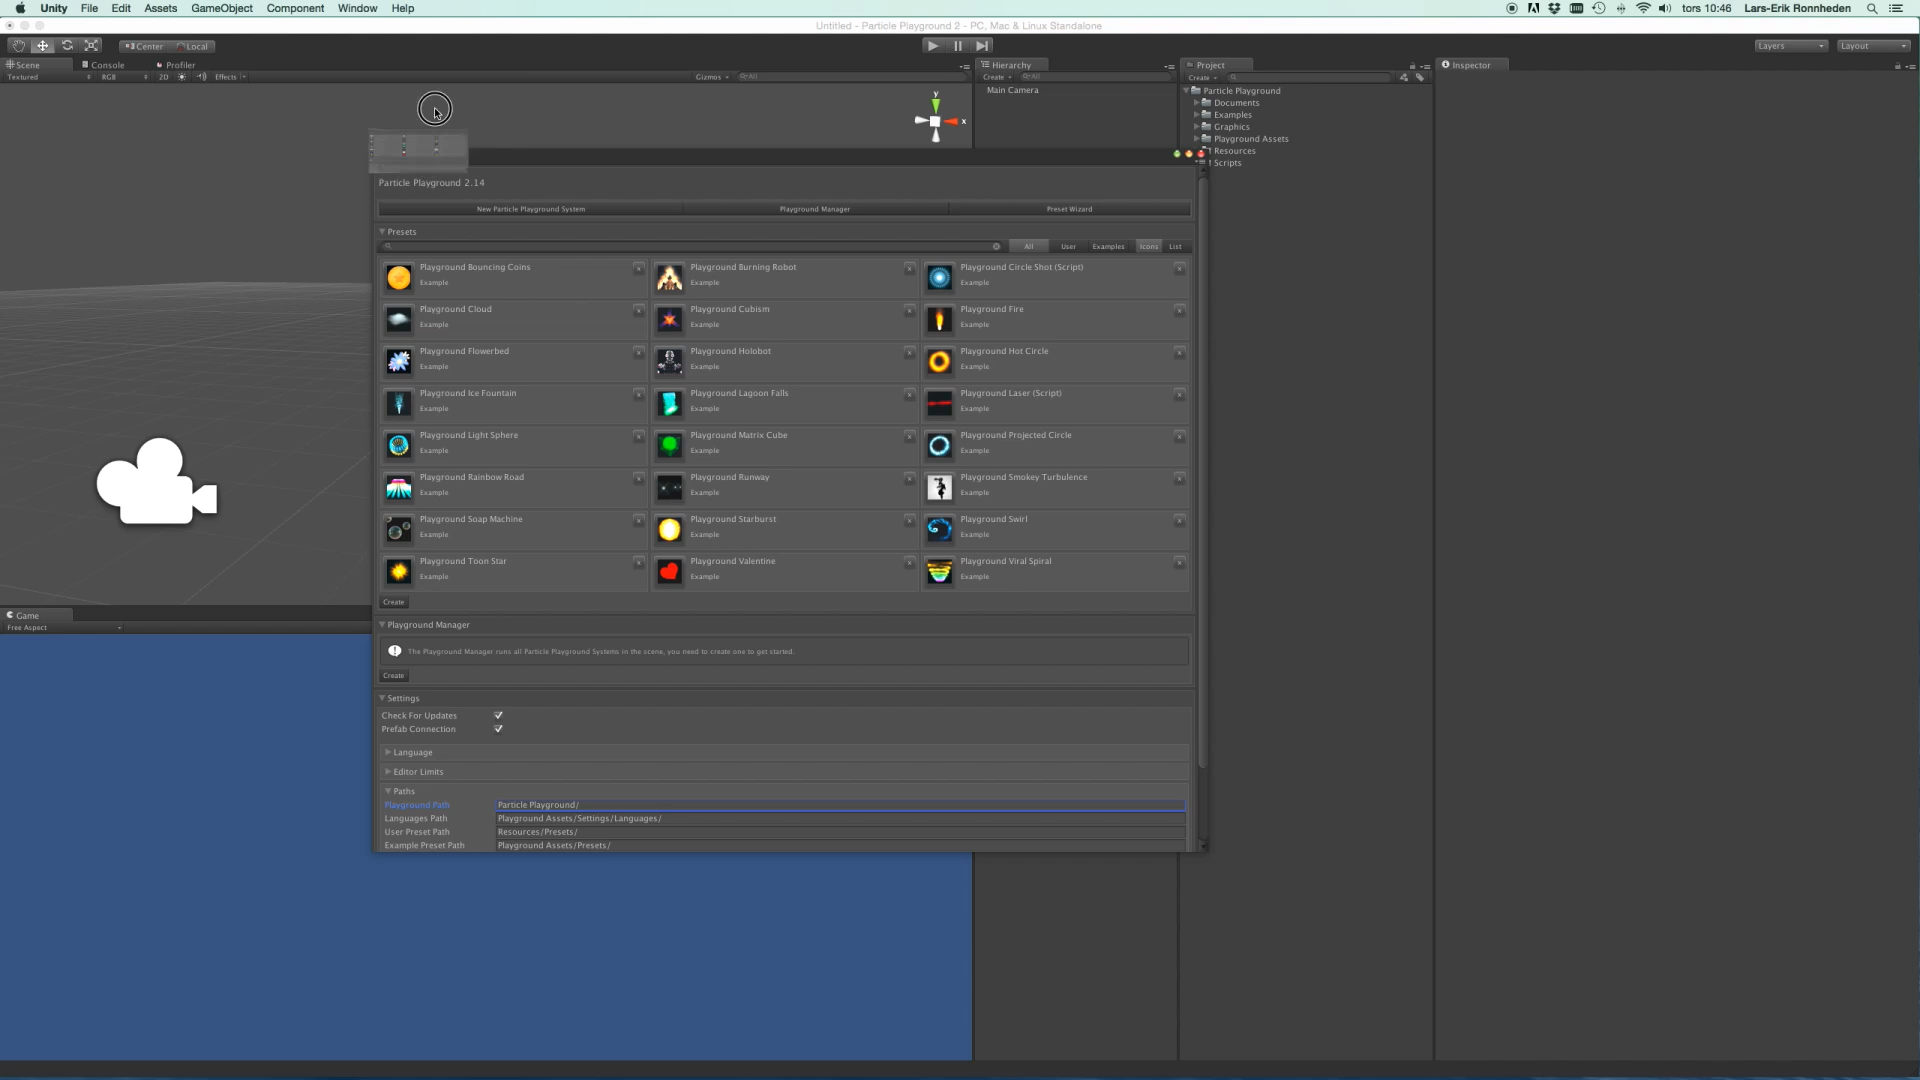 Unity File Edit Assets GameObject Component Window Help
tors 10:46 Lars-Erik Ronnheden
Untitled - Particle Playground 2 - PC, Mac & Linux Standalone
Center Local
Layers Layout
Scene Console Profiler
Textured RGB 2D Effects Gizmos All
Hierarchy
Create All
Main Camera
Project
Create
Particle Playground
Documents
Examples
Graphics
Playground Assets
Resources
Scripts
Inspector
Particle Playground 2.14
New Particle Playground System Playground Manager Preset Wizard
Presets
All User Examples Icons List
Playground Bouncing Coins Playground Burning Robot Playground Circle Shot (Script)
Example Example Example
Playground Cloud Playground Cubism Playground Fire
Example Example Example
Playground Flowerbed Playground Holobot Playground Hot Circle
Example Example Example
Playground Ice Fountain Playground Lagoon Falls Playground Laser (Script)
Example Example Example
Playground Light Sphere Playground Matrix Cube Playground Projected Circle
Example Example Example
Playground Rainbow Road Playground Runway Playground Smokey Turbulence
Example Example Example
Playground Soap Machine Playground Starburst Playground Swirl
Example Example Example
Playground Toon Star Playground Valentine Playground Viral Spiral
Example Example Example
Create
Playground Manager
The Playground Manager runs all Particle Playground Systems in the scene, you need to create one to get started.
Create
Settings
Check For Updates
Prefab Connection
Language
Editor Limits
Paths
Playground Path Particle Playground/
Languages Path Playground Assets/Settings/Languages/
User Preset Path Resources/Presets/
Example Preset Path Playground Assets/Presets/
Game
Free Aspect
y
x